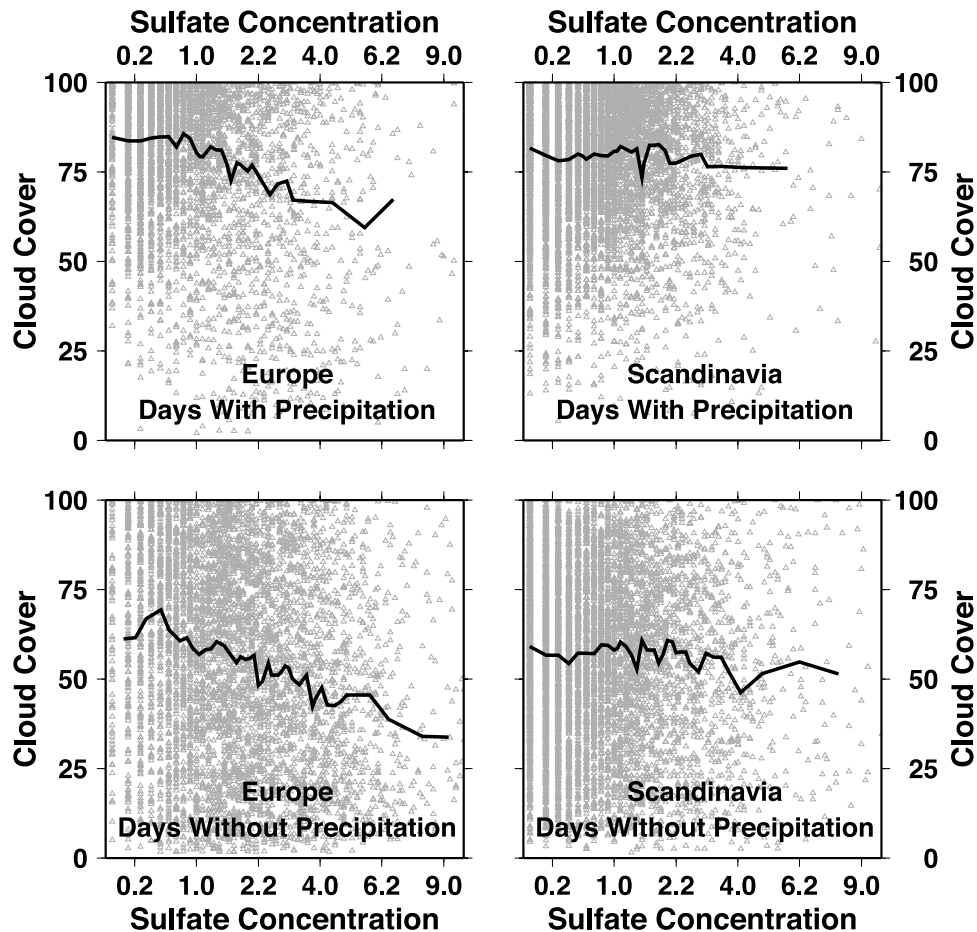 Sulfate Concentration Sulfate Concentration
0.2 1.0 2.2 4.0 6.2 9.0 0.2 1.0 2.2 4.0 6.2 9.0
100 100
75 75
Cloud Cover Cloud Cover
50 50
25 25
Europe Scandinavia
Days With Precipitation Days With Precipitation
0 0
100 100
75 75
Cloud Cover Cloud Cover
50 50
25 25
Europe Scandinavia
Days Without Precipitation Days Without Precipitation
0 0
0.2 1.0 2.2 4.0 6.2 9.0 0.2 1.0 2.2 4.0 6.2 9.0
Sulfate Concentration Sulfate Concentration